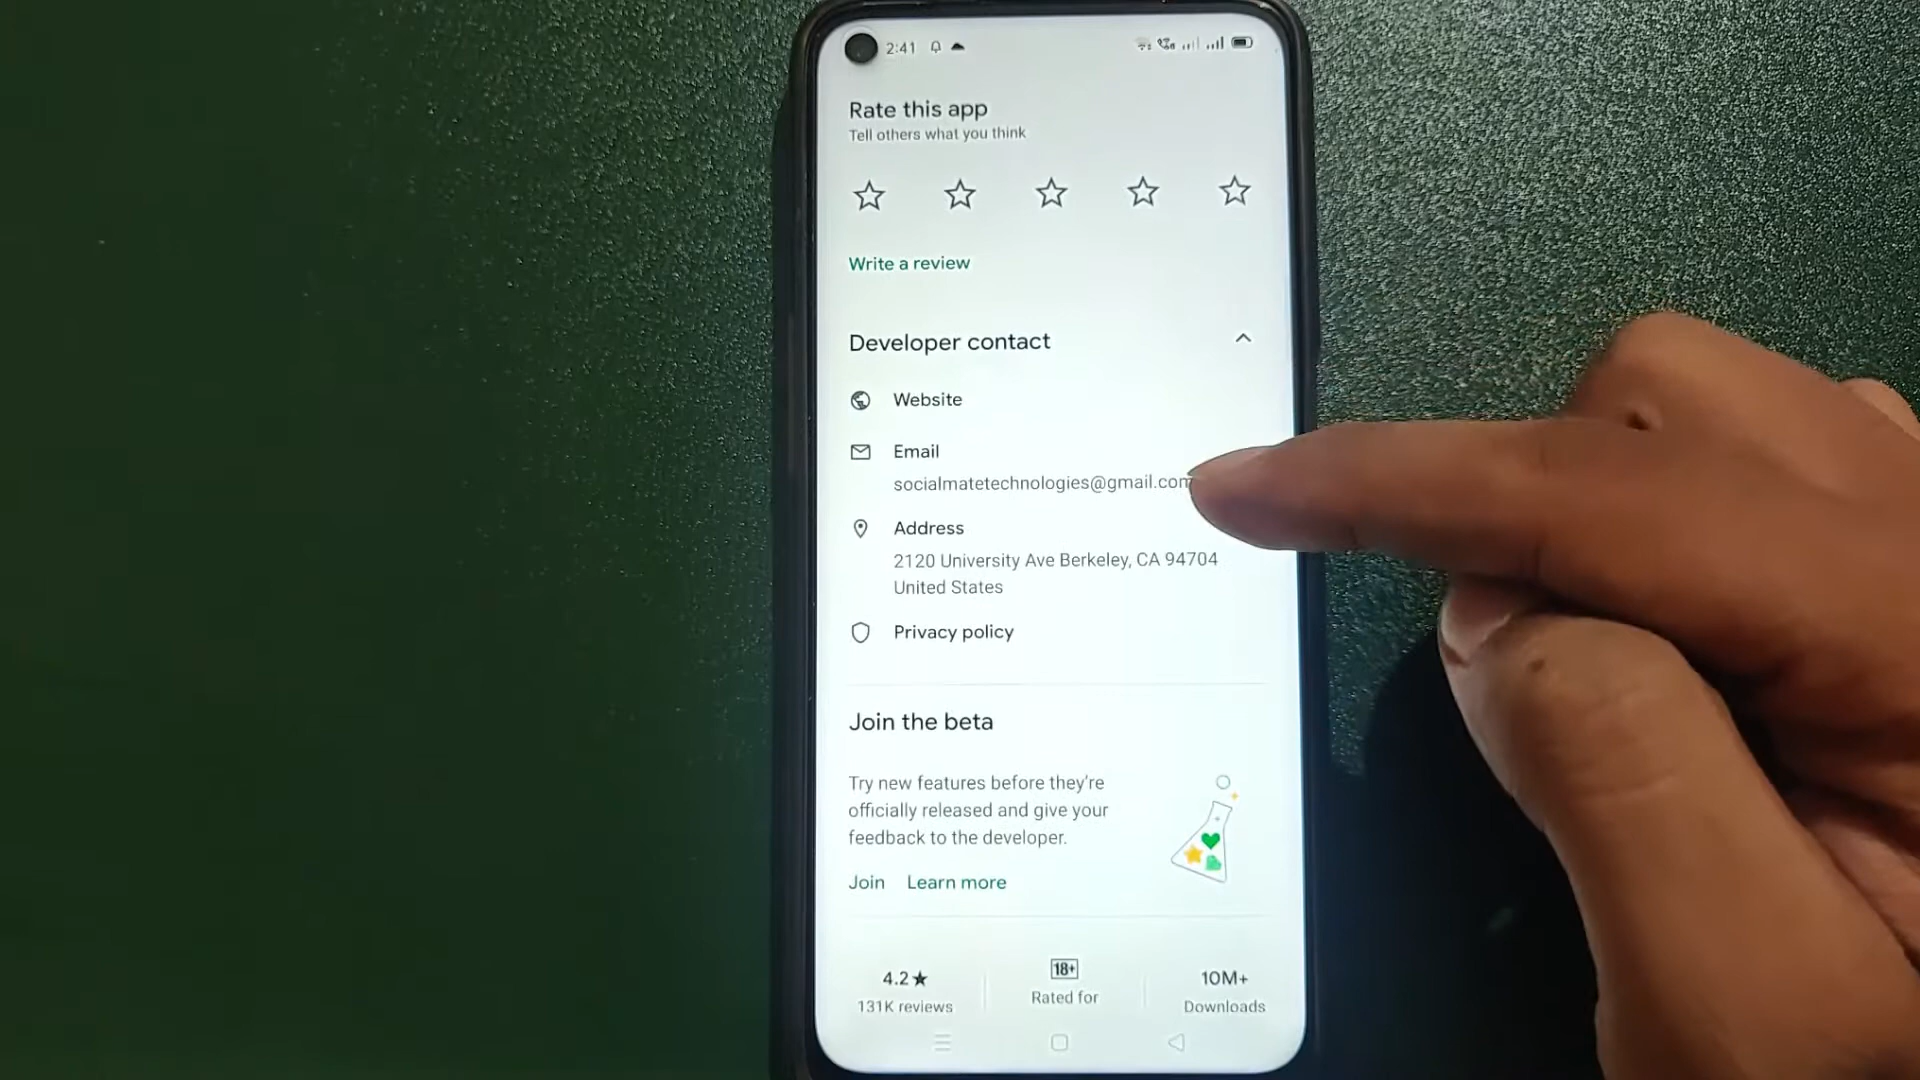 2:41
Rate this app
Tell others what you think
Write a review
Developer contact
Website
Email
socialmatetechnologies@gmail.com
Address
2120 University Ave Berkeley, CA 94704
United States
Privacy policy
Join the beta
Try new features before they're
officially released and give your
feedback to the developer.
Join Learn more
4.2★ 18+ 10M+
131K reviews Rated for Downloads